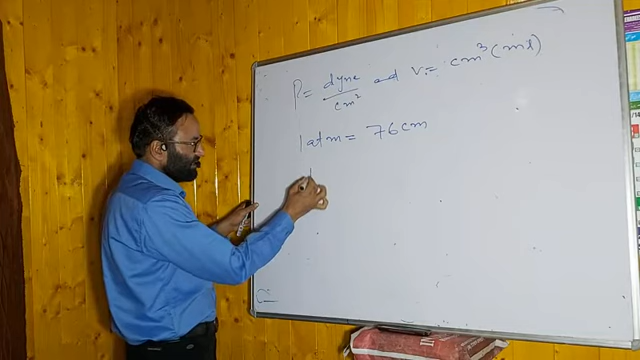 P = dyne/cm² and V = cm³ (ml)
1 atm = 76 cm